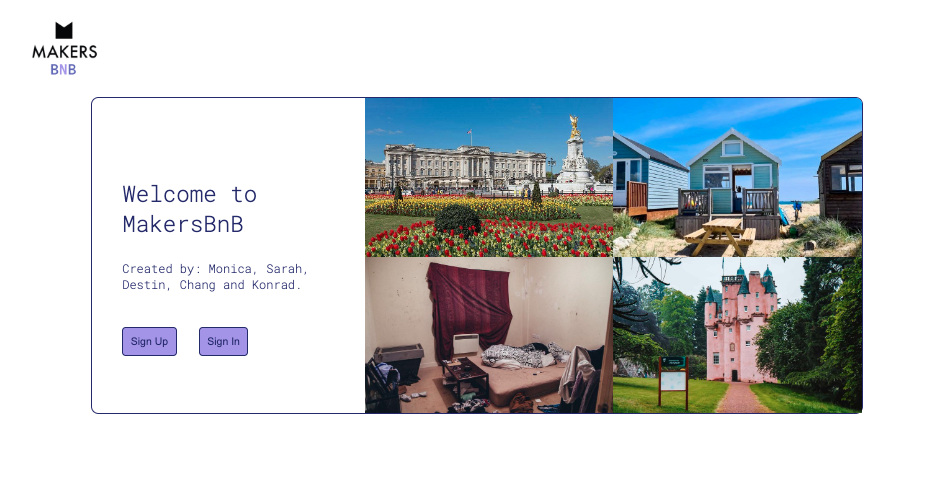 MAKERS
BNB
Welcome to
MakersBnB
Created by: Monica, Sarah,
Destin, Chang and Konrad.
Sign Up
Sign In